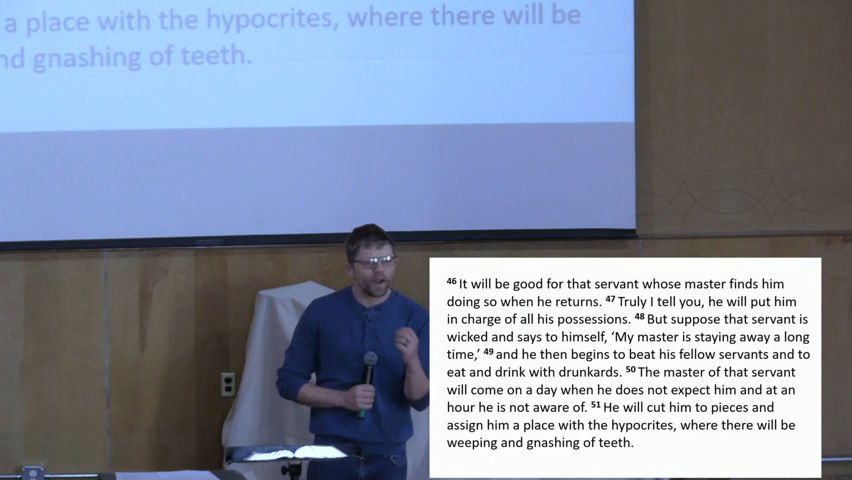 a place with the hypocrites, where there will be
nd gnashing of teeth.
⁴⁶ It will be good for that servant whose master finds him
doing so when he returns. ⁴⁷ Truly I tell you, he will put him
in charge of all his possessions. ⁴⁸ But suppose that servant is
wicked and says to himself, ‘My master is staying away a long
time,’ ⁴⁹ and he then begins to beat his fellow servants and to
eat and drink with drunkards. ⁵⁰ The master of that servant
will come on a day when he does not expect him and at an
hour he is not aware of. ⁵¹ He will cut him to pieces and
assign him a place with the hypocrites, where there will be
weeping and gnashing of teeth.